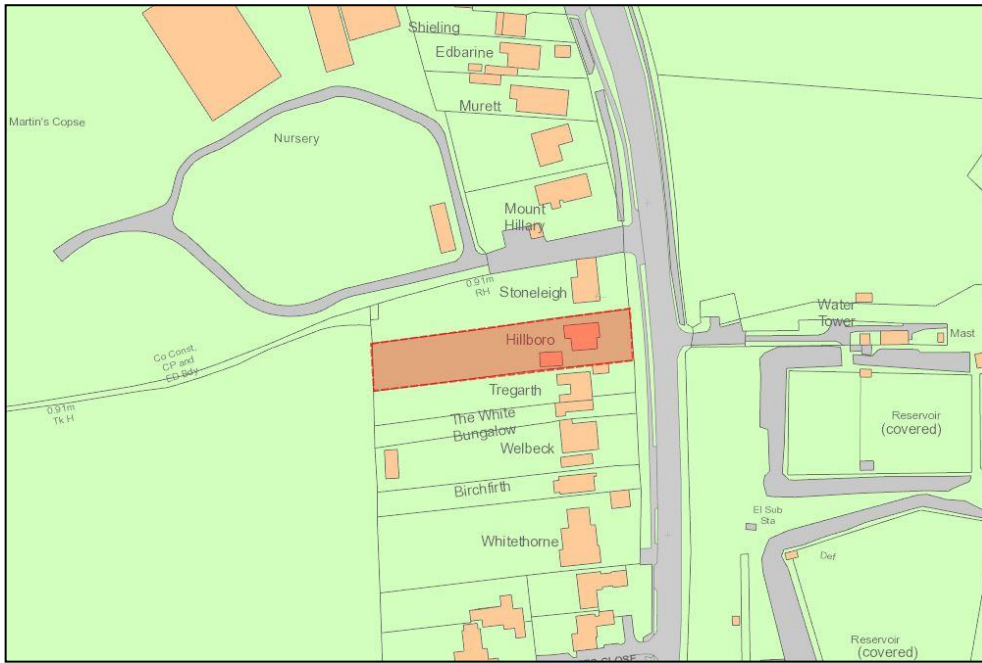 Shieling
Edbarine
Murett
Martin's Copse
Nursery
Mount
Hillary
0.91m
RH
Stoneleigh
Water
Tower
Mast
Hillboro
Co Const,
CP and
ED Bdy
Tregarth
0.91m
Tk H
The White
Bungalow
Reservoir
(covered)
Welbeck
Birchfirth
El Sub
Sta
Whitethorne
Def
Reservoir
(covered)
CLOSE